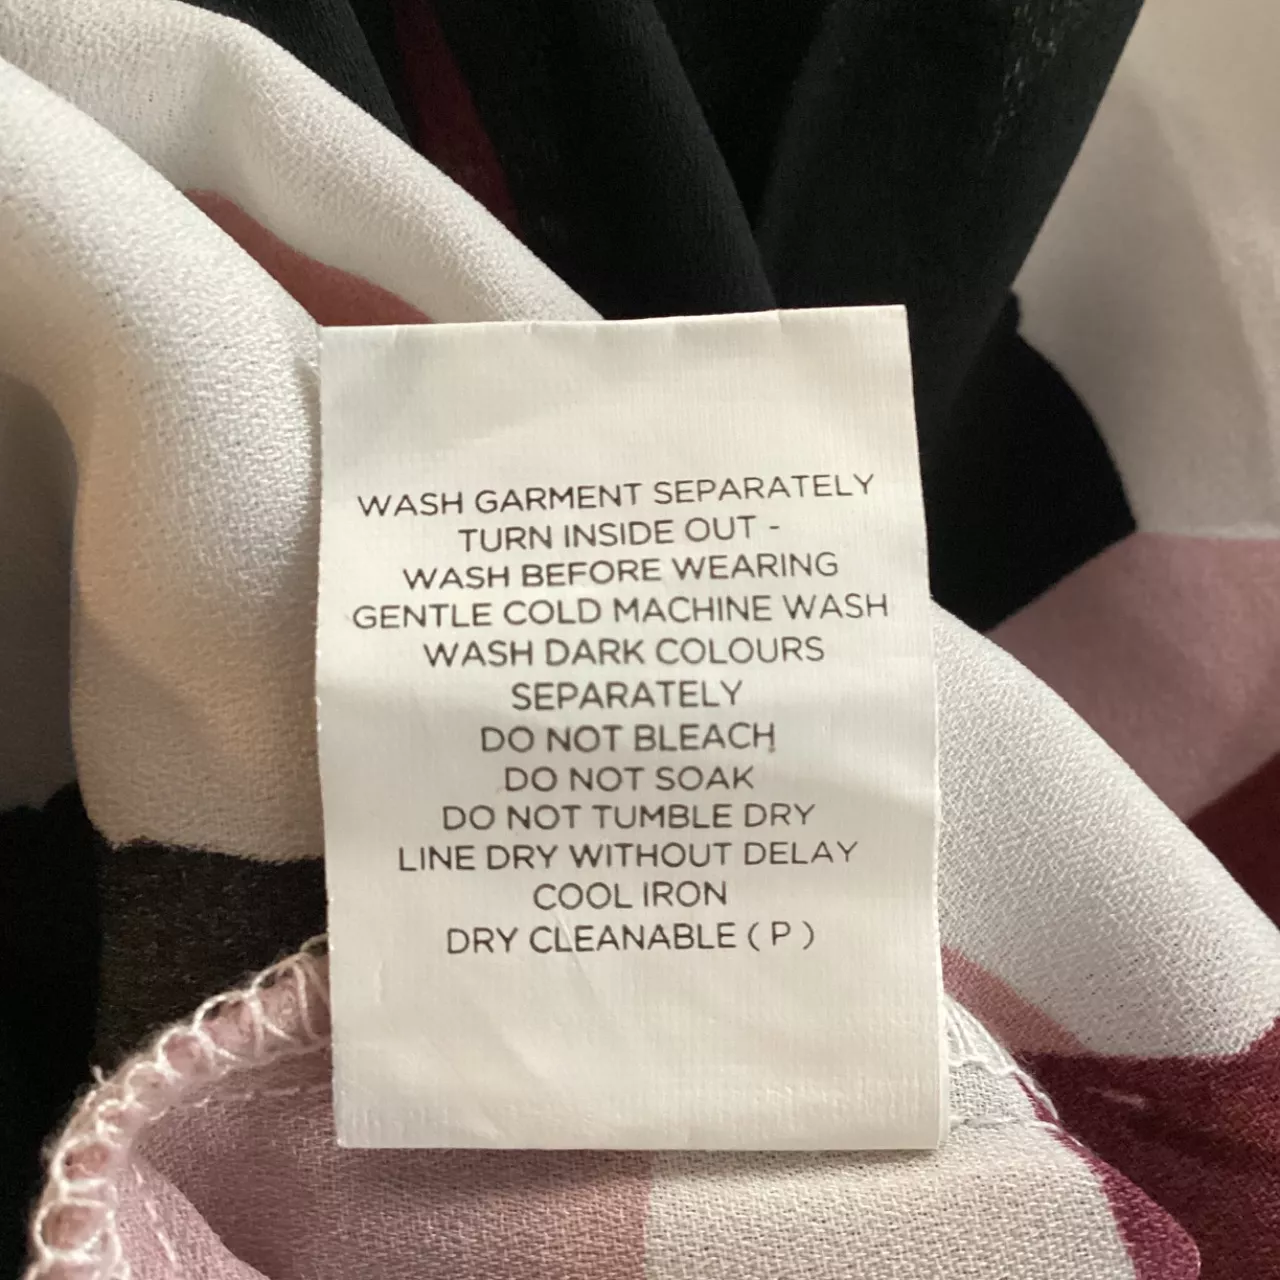 WASH GARMENT SEPARATELY
TURN INSIDE OUT -
WASH BEFORE WEARING
GENTLE COLD MACHINE WASH
WASH DARK COLOURS
SEPARATELY
DO NOT BLEACH
DO NOT SOAK
DO NOT TUMBLE DRY
LINE DRY WITHOUT DELAY
COOL IRON
DRY CLEANABLE ( P )